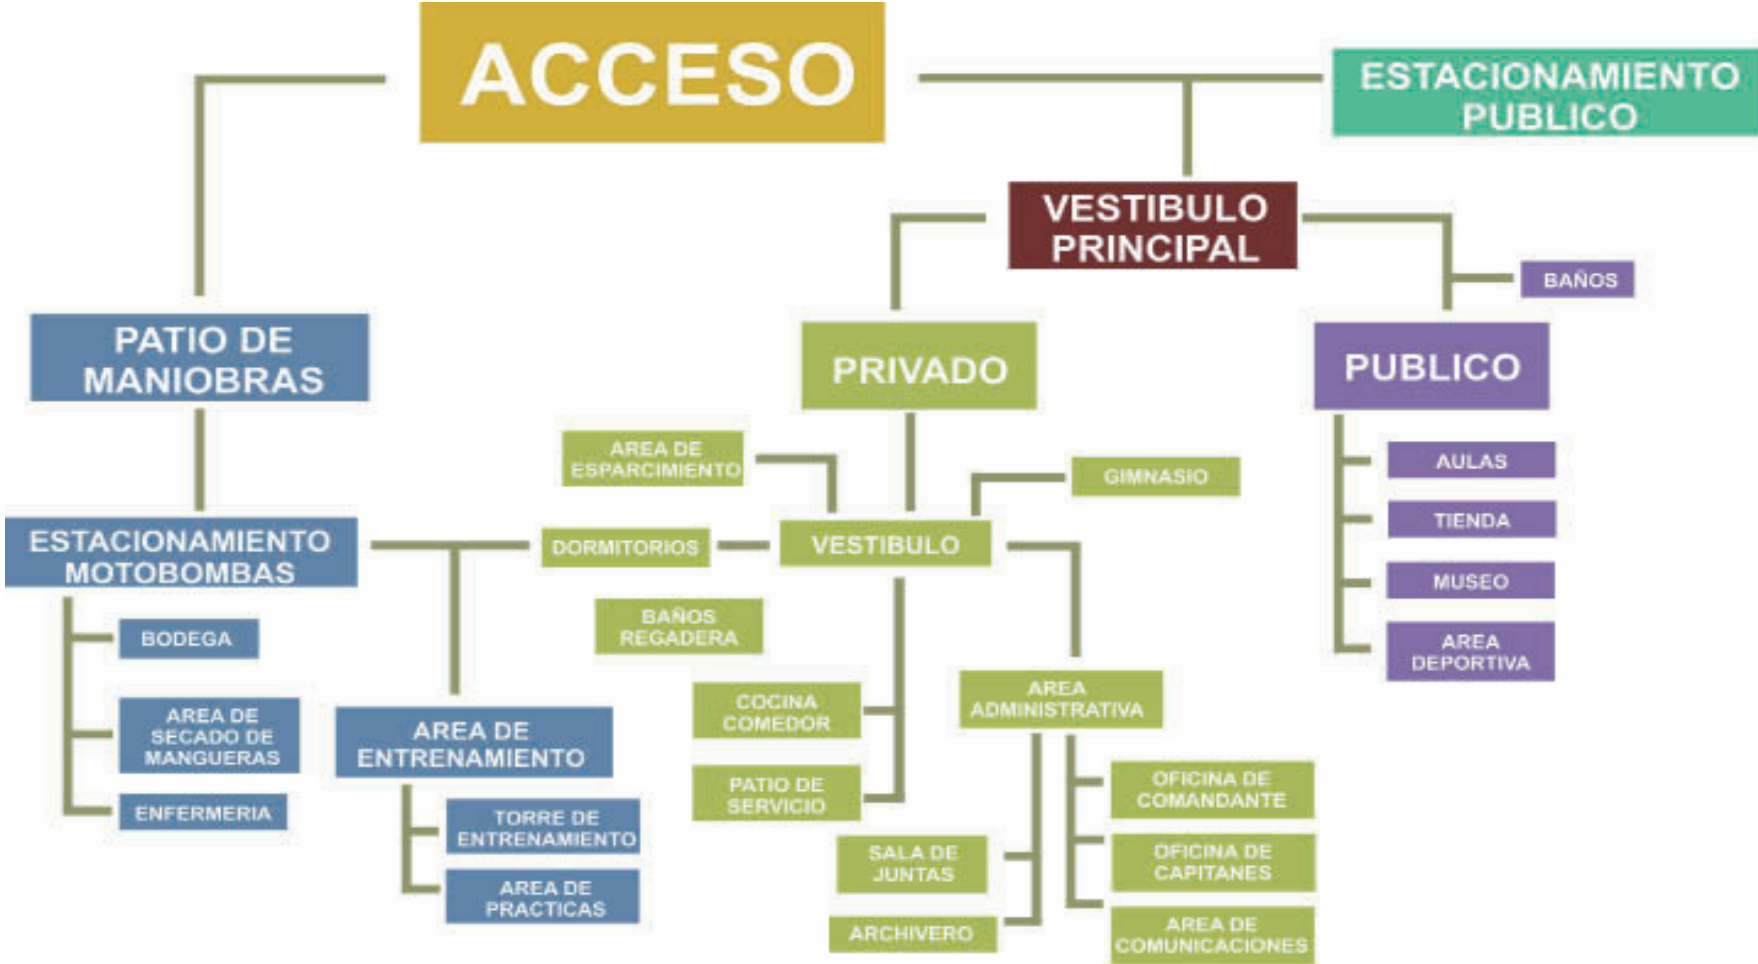 ACCESO
ESTACIONAMIENTO
PUBLICO
VESTIBULO
PRINCIPAL
BAÑOS
PATIO DE
MANIOBRAS
PRIVADO
PUBLICO
AREA DE
ESPARCIMIENTO
GIMNASIO
AULAS
TIENDA
ESTACIONAMIENTO
MOTOBOMBAS
DORMITORIOS
VESTIBULO
MUSEO
BODEGA
BAÑOS
REGADERA
AREA
DEPORTIVA
AREA DE
SECADO DE
MANGUERAS
AREA DE
ENTRENAMIENTO
COCINA
COMEDOR
AREA
ADMINISTRATIVA
ENFERMERIA
PATIO DE
SERVICIO
OFICINA DE
COMANDANTE
TORRE DE
ENTRENAMIENTO
SALA DE
JUNTAS
OFICINA DE
CAPITANES
AREA DE
PRACTICAS
ARCHIVERO
AREA DE
COMUNICACIONES